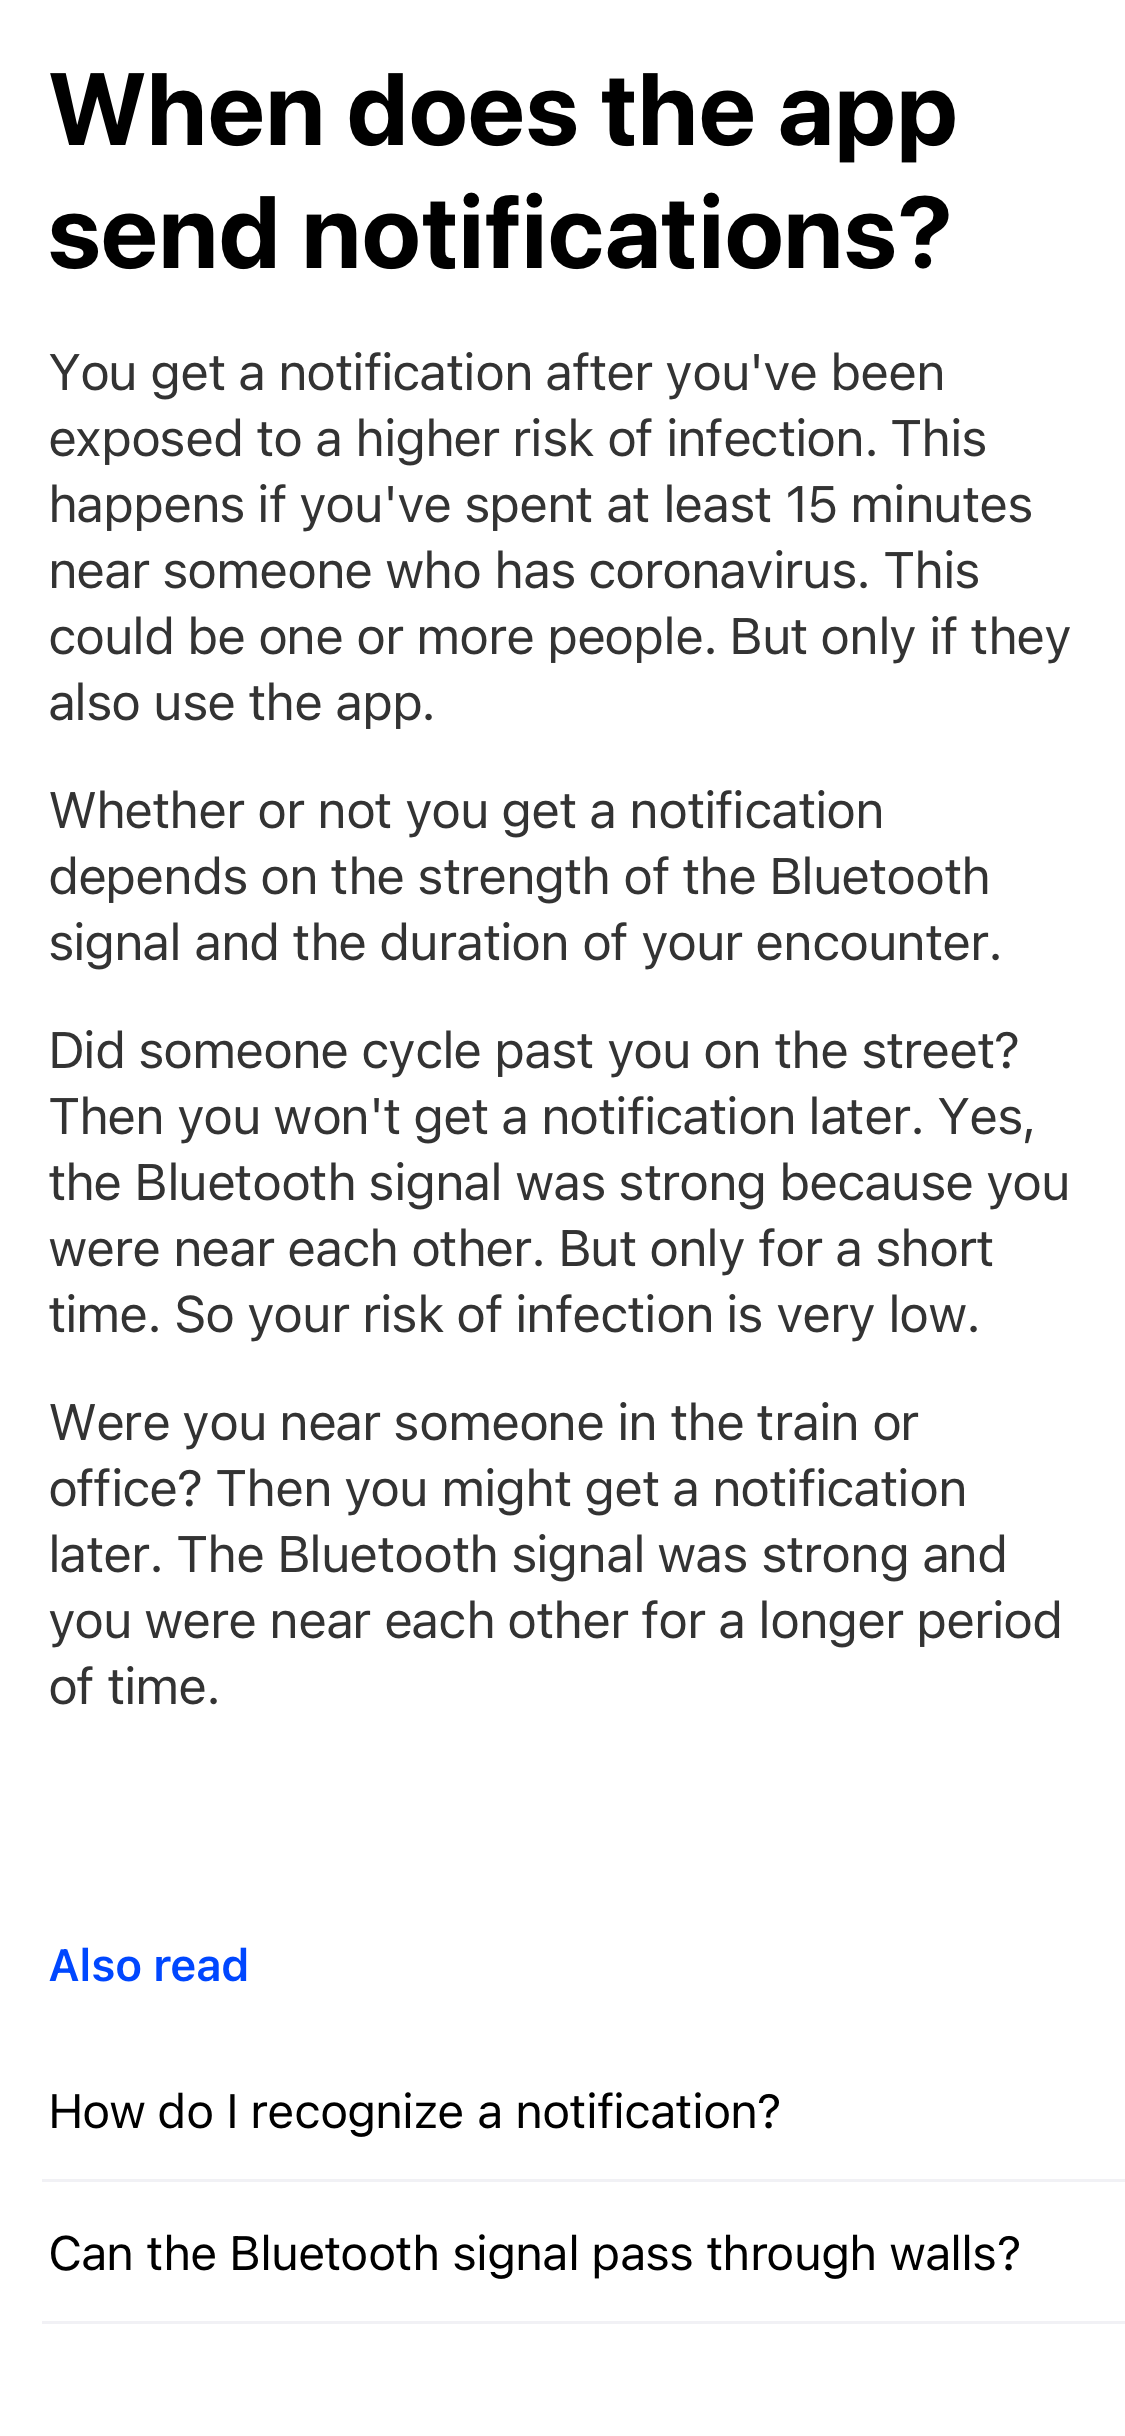 When does the app
send notifications?
You get a notification after you've been
exposed to a higher risk of infection. This
happens if you've spent at least 15 minutes
near someone who has coronavirus. This
could be one or more people. But only if they
also use the app.
Whether or not you get a notification
depends on the strength of the Bluetooth
signal and the duration of your encounter.
Did someone cycle past you on the street?
Then you won't get a notification later. Yes,
the Bluetooth signal was strong because you
were near each other. But only for a short
time. So your risk of infection is very low.
Were you near someone in the train or
office? Then you might get a notification
later. The Bluetooth signal was strong and
you were near each other for a longer period
of time.
Also read
How do I recognize a notification?
Can the Bluetooth signal pass through walls?